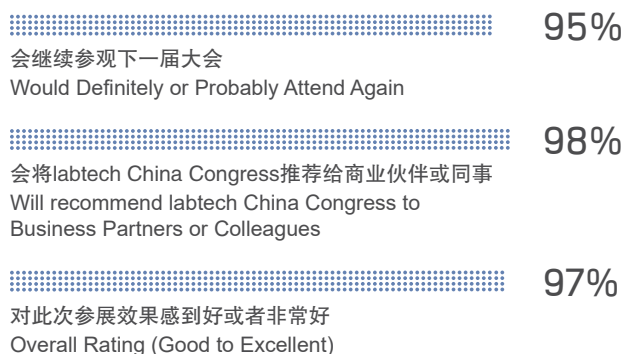 95%
会继续参观下一届大会
Would Definitely or Probably Attend Again
98%
会将labtech China Congress推荐给商业伙伴或同事
Will recommend labtech China Congress to
Business Partners or Colleagues
97%
对此次参展效果感到好或者非常好
Overall Rating (Good to Excellent)